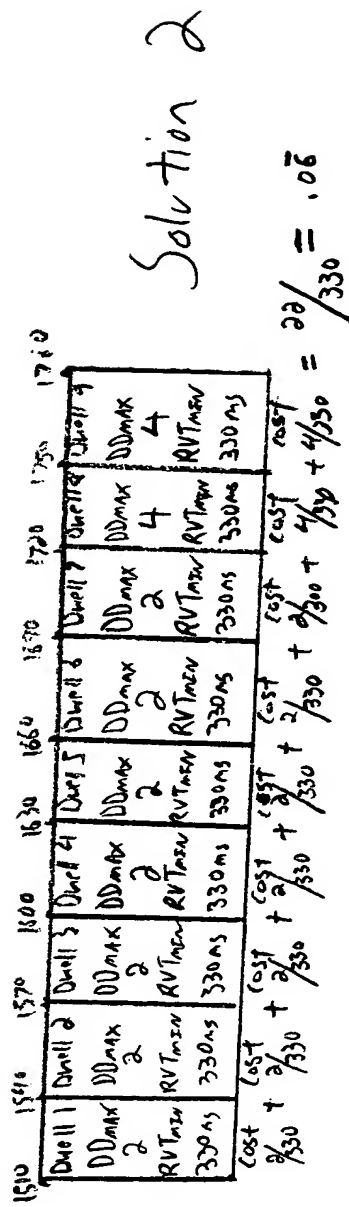 Solution 2
1510 1540 1570 1600 1630 1660 1690 1720 1750 1780
Dwell 1 Dwell 2 Dwell 3 Dwell 4 Dwell 5 Dwell 6 Dwell 7 Dwell 8 Dwell 9
DDMAX DDMAX DDMAX DDMAX DDMAX DDMAX DDMAX DDMAX DDMAX
2 2 2 2 2 2 2 4 4
RVTMIN RVTMIN RVTMIN RVTMIN RVTMIN RVTMIN RVTMIN RVTMIN RVTMIN
330ms 330ms 330ms 330ms 330ms 330ms 330ms 330ms 330ms
Cost Cost Cost Cost Cost Cost Cost Cost Cost
2/330 + 2/330 + 2/330 + 2/330 + 2/330 + 2/330 + 2/300 + 4/330 + 4/330 = 22/330 = .06̄